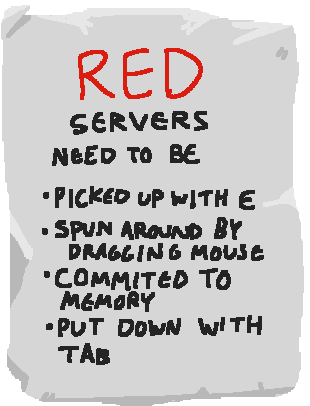 RED
SERVERS
NEED TO BE
•PICKED UP WITH E
•SPUN AROUND BY
DRAGGING MOUSE
•COMMITED TO
MEMORY
•PUT DOWN WITH
TAB